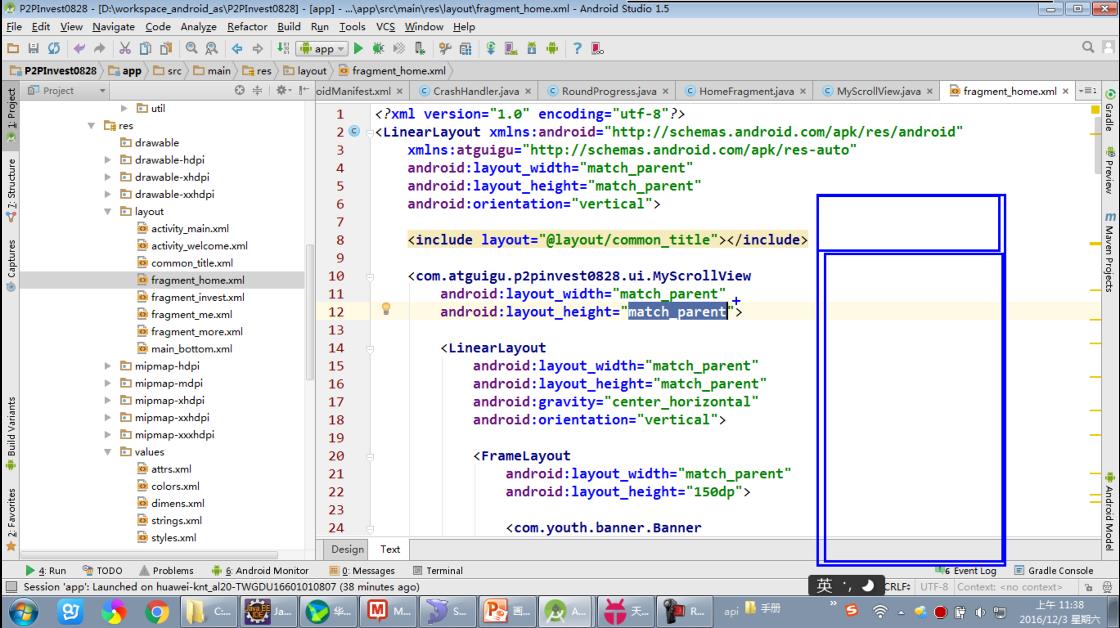 P2PInvest0828 - [D:\workspace_android_as\P2PInvest0828] - [app] - ...\app\src\main\res\layout\fragment_home.xml - Android Studio 1.5
File Edit View Navigate Code Analyze Refactor Build Run Tools VCS Window Help
app
P2PInvest0828 app src main res layout fragment_home.xml
Project
oidManifest.xml CrashHandler.java RoundProgress.java HomeFragment.java MyScrollView.java fragment_home.xml
1: Project
7: Structure
Captures
Build Variants
2: Favorites
util
res
drawable
drawable-hdpi
drawable-xhdpi
drawable-xxhdpi
layout
activity_main.xml
activity_welcome.xml
common_title.xml
fragment_home.xml
fragment_invest.xml
fragment_me.xml
fragment_more.xml
main_bottom.xml
mipmap-hdpi
mipmap-mdpi
mipmap-xhdpi
mipmap-xxhdpi
mipmap-xxxhdpi
values
attrs.xml
colors.xml
dimens.xml
strings.xml
styles.xml
1 <?xml version="1.0" encoding="utf-8"?>
2 <LinearLayout xmlns:android="http://schemas.android.com/apk/res/android"
3 xmlns:atguigu="http://schemas.android.com/apk/res-auto"
4 android:layout_width="match_parent"
5 android:layout_height="match_parent"
6 android:orientation="vertical">
7
8 <include layout="@layout/common_title"></include>
9
10 <com.atguigu.p2pinvest0828.ui.MyScrollView
11 android:layout_width="match_parent"
12 android:layout_height="match_parent">
13
14 <LinearLayout
15 android:layout_width="match_parent"
16 android:layout_height="match_parent"
17 android:gravity="center_horizontal"
18 android:orientation="vertical">
19
20 <FrameLayout
21 android:layout_width="match_parent"
22 android:layout_height="150dp">
23
24 <com.youth.banner.Banner
Gradle
Preview
Maven Projects
Android Model
Design Text
4: Run TODO Problems 6: Android Monitor 0: Messages Terminal 6 Event Log Gradle Console
Session 'app': Launched on huawei-knt_al20-TWGDU16601010807 (38 minutes ago)
英
CRLF: UTF-8 Context: <no context>
C... Ja... 华... M... S... 画... A... 天... R... api 手册
上午 11:38
2016/12/3 星期六